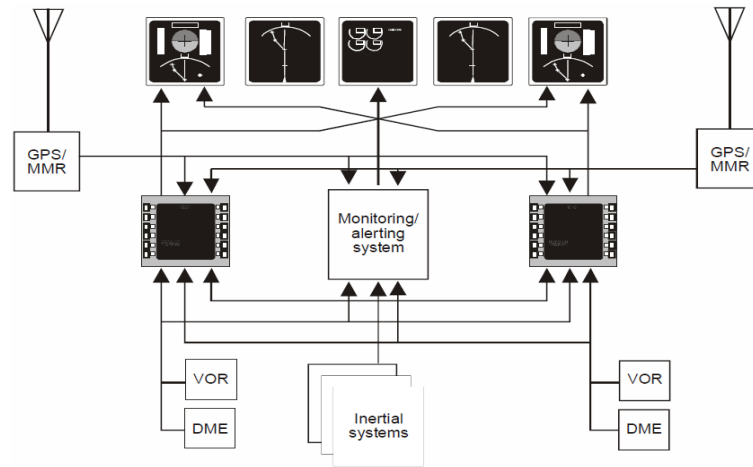 GPS/
MMR
GPS/
MMR
Monitoring/
alerting
system
VOR
DME
Inertial
systems
VOR
DME